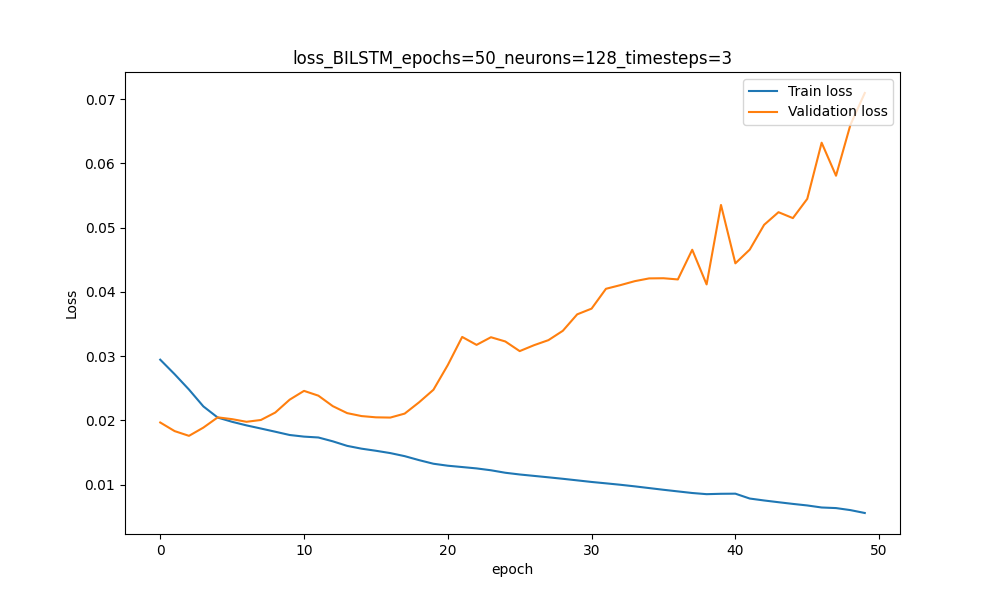 loss_BILSTM_epochs=50_neurons=128_timesteps=3
Train loss
Validation loss
0.07
0.06
0.05
0.04
0.03
0.02
0.01
Loss
0 10 20 30 40 50
epoch